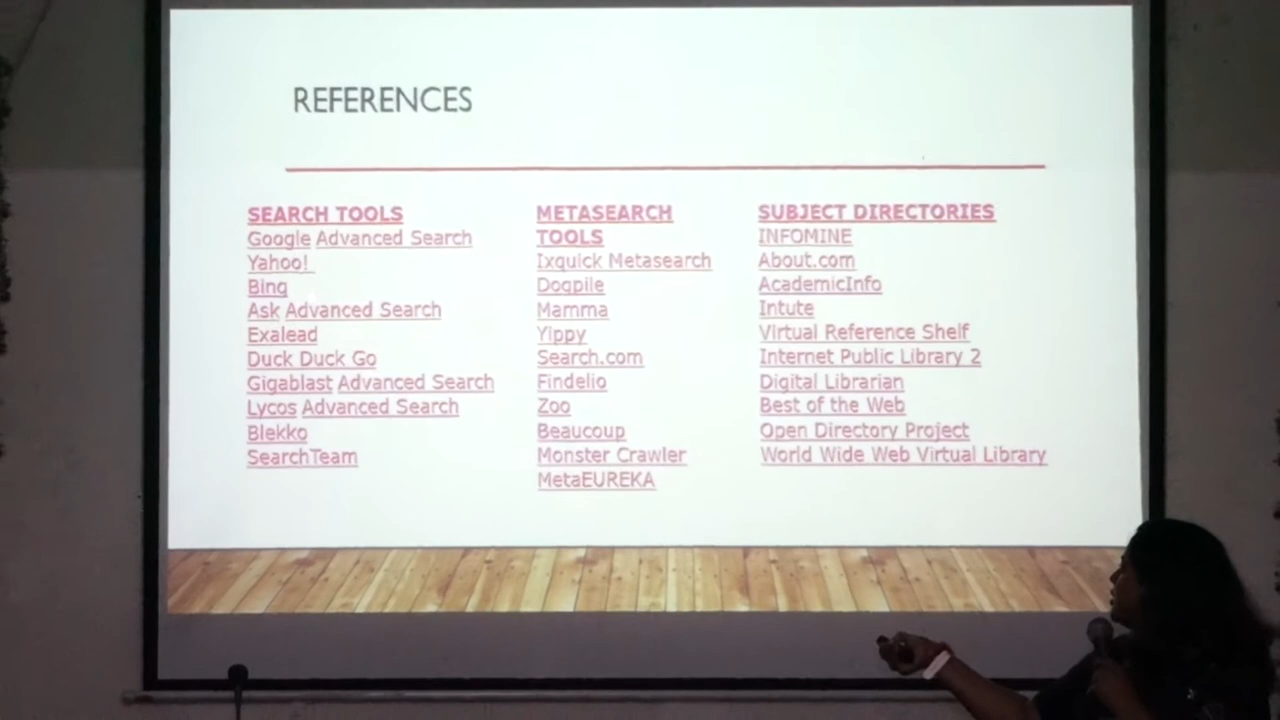 REFERENCES
SEARCH TOOLS
Google Advanced Search
Yahoo!
Bing
Ask Advanced Search
Exalead
Duck Duck Go
Gigablast Advanced Search
Lycos Advanced Search
Blekko
SearchTeam
METASEARCH
TOOLS
Ixquick Metasearch
Dogpile
Mamma
Yippy
Search.com
Findelio
Zoo
Beaucoup
Monster Crawler
MetaEUREKA
SUBJECT DIRECTORIES
INFOMINE
About.com
AcademicInfo
Intute
Virtual Reference Shelf
Internet Public Library 2
Digital Librarian
Best of the Web
Open Directory Project
World Wide Web Virtual Library